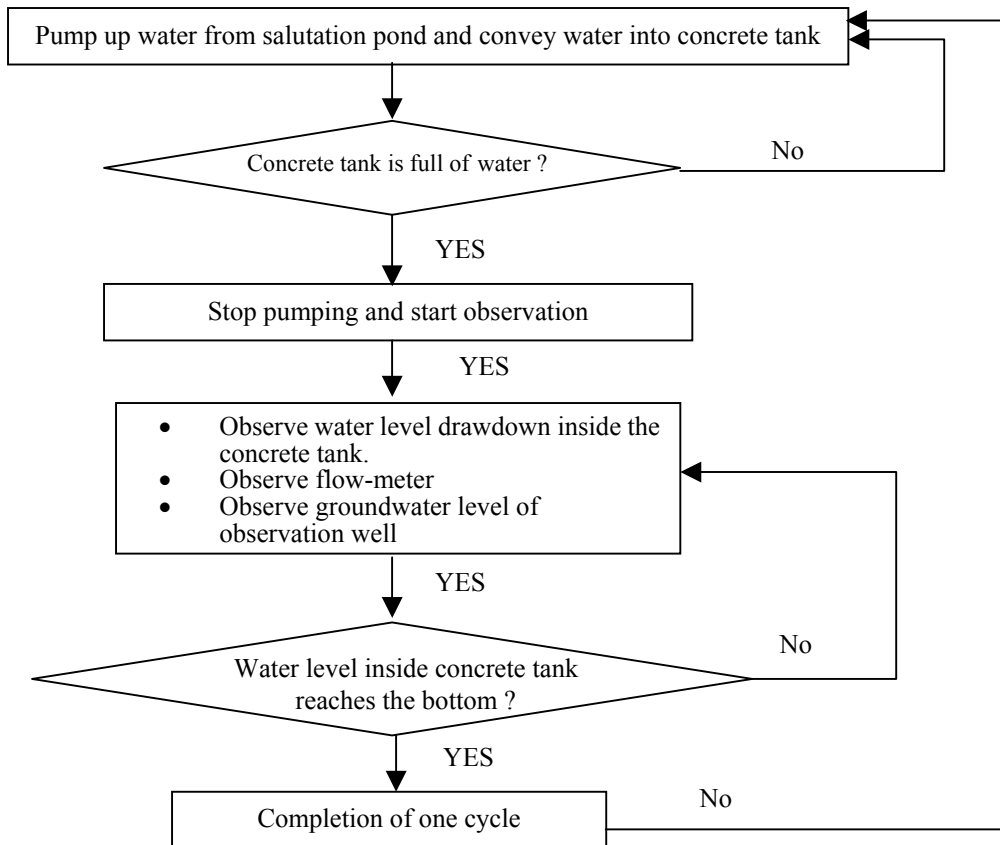 Pump up water from salutation pond and convey water into concrete tank
Concrete tank is full of water ?
No
YES
Stop pumping and start observation
YES
• Observe water level drawdown inside the
concrete tank.
• Observe flow-meter
• Observe groundwater level of
observation well
YES
No
Water level inside concrete tank
reaches the bottom ?
YES
No
Completion of one cycle